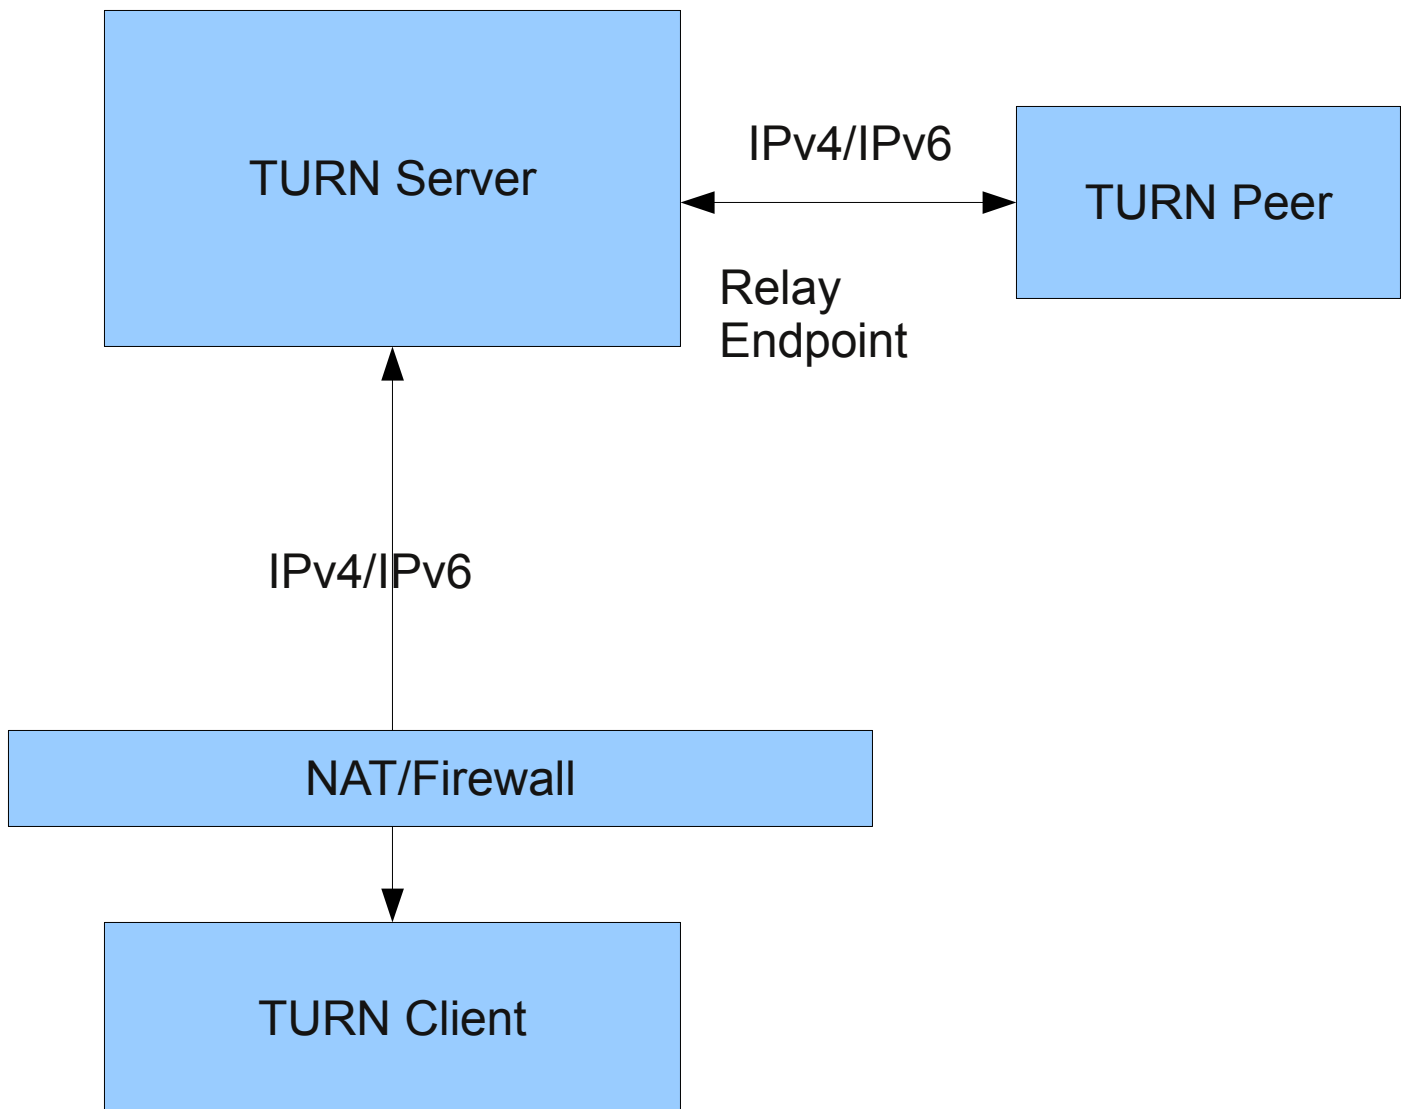 TURN Server
IPv4/IPv6
TURN Peer
Relay
Endpoint
IPv4/IPv6
NAT/Firewall
TURN Client